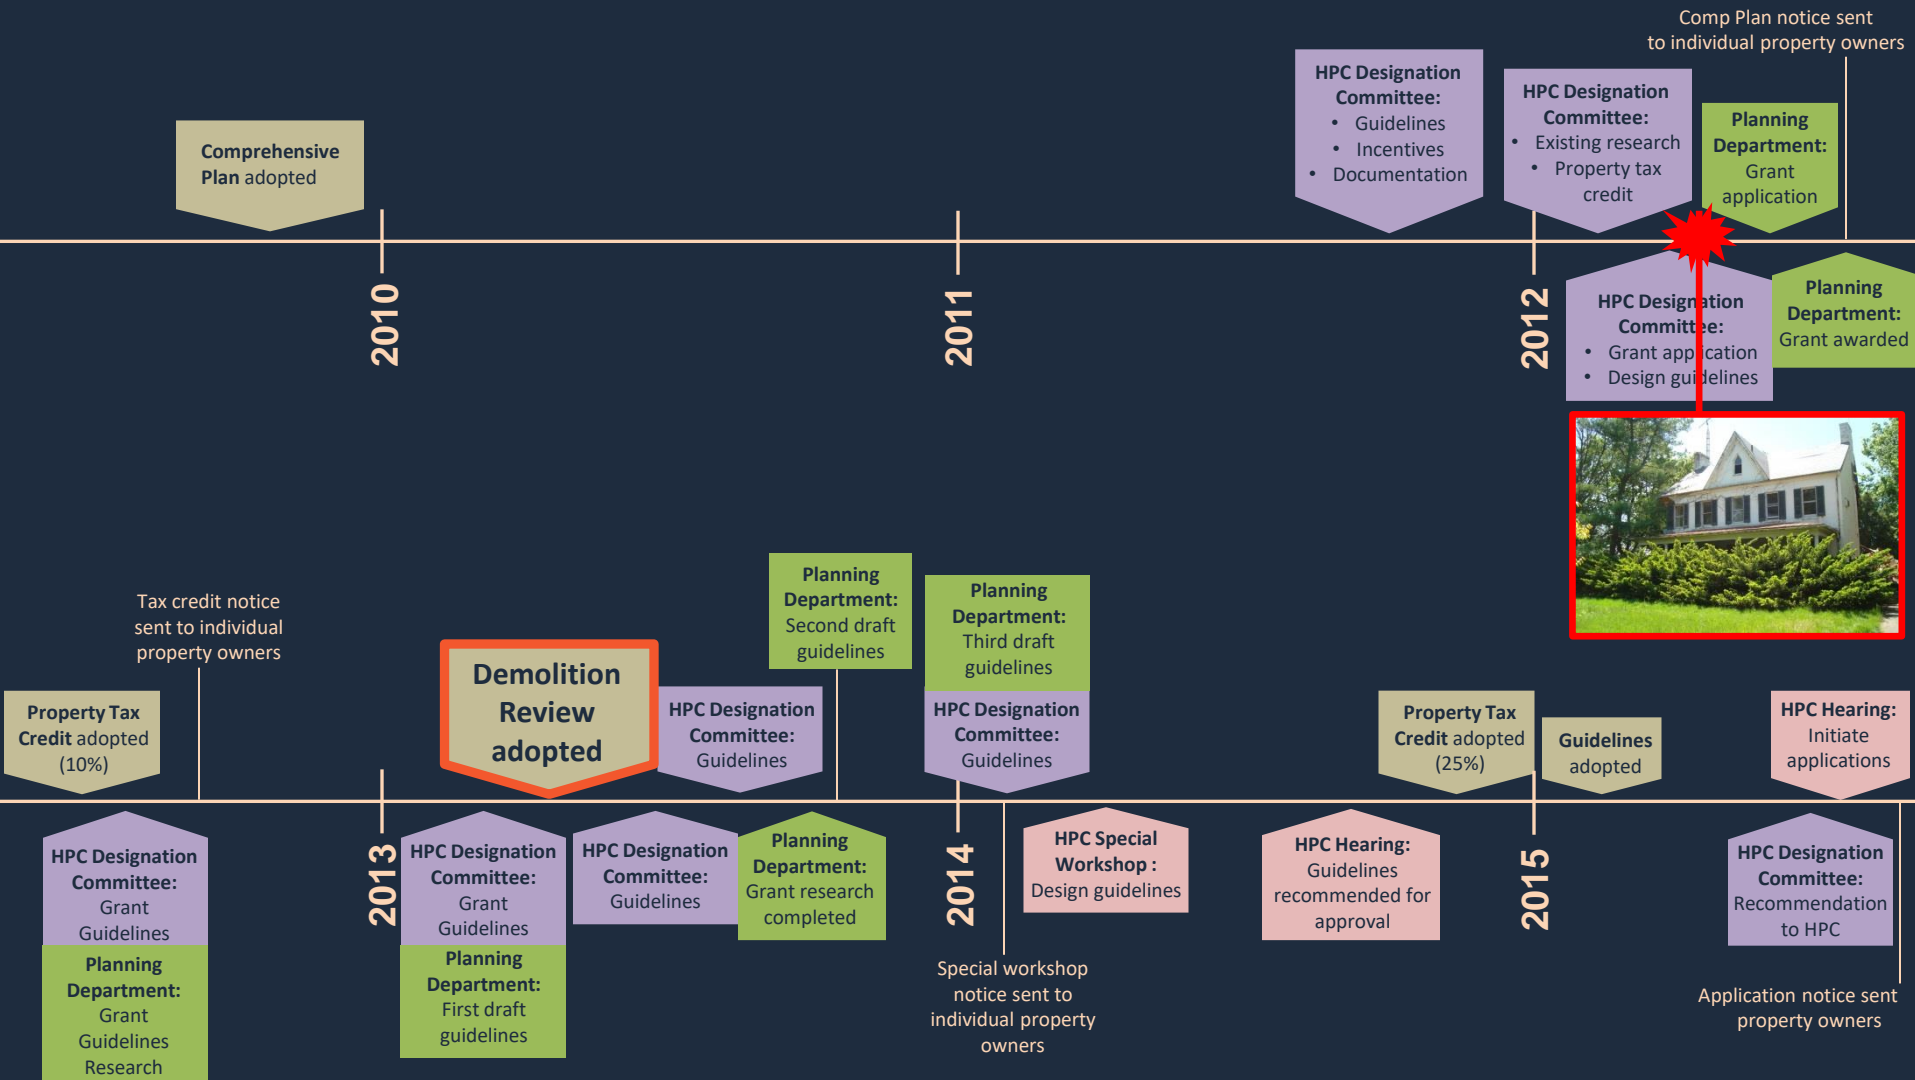 Comp Plan notice sent
to individual property owners
Comprehensive
Plan adopted
HPC Designation
Committee:
• Guidelines
• Incentives
• Documentation
HPC Designation
Committee:
• Existing research
• Property tax
credit
Planning
Department:
Grant
application
2010
2011
2012
HPC Designation
Committee:
• Grant application
• Design guidelines
Planning
Department:
Grant awarded
Property Tax
Credit adopted
(10%)
Tax credit notice
sent to individual
property owners
Demolition
Review
adopted
HPC Designation
Committee:
Guidelines
Planning
Department:
Second draft
guidelines
Planning
Department:
Third draft
guidelines
HPC Designation
Committee:
Guidelines
Property Tax
Credit adopted
(25%)
Guidelines
adopted
HPC Hearing:
Initiate
applications
HPC Designation
Committee:
Grant
Guidelines
Planning
Department:
Grant
Guidelines
Research
2013
HPC Designation
Committee:
Grant
Guidelines
Planning
Department:
First draft
guidelines
HPC Designation
Committee:
Guidelines
Planning
Department:
Grant research
completed
2014
Special workshop
notice sent to
individual property
owners
HPC Special
Workshop :
Design guidelines
HPC Hearing:
Guidelines
recommended for
approval
2015
HPC Designation
Committee:
Recommendation
to HPC
Application notice sent
property owners